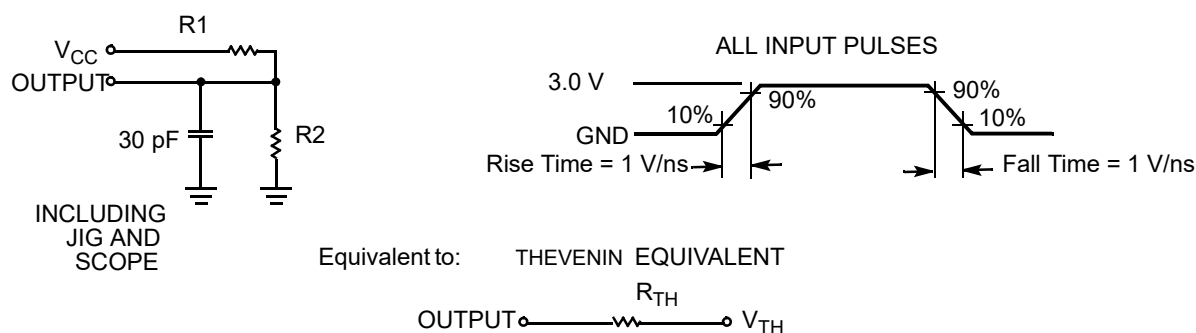 R1
VCC
OUTPUT
30 pF
R2
INCLUDING
JIG AND
SCOPE
ALL INPUT PULSES
3.0 V
GND
10%
90%
90%
10%
Rise Time = 1 V/ns
Fall Time = 1 V/ns
Equivalent to: THEVENIN EQUIVALENT
RTH
OUTPUT
VTH